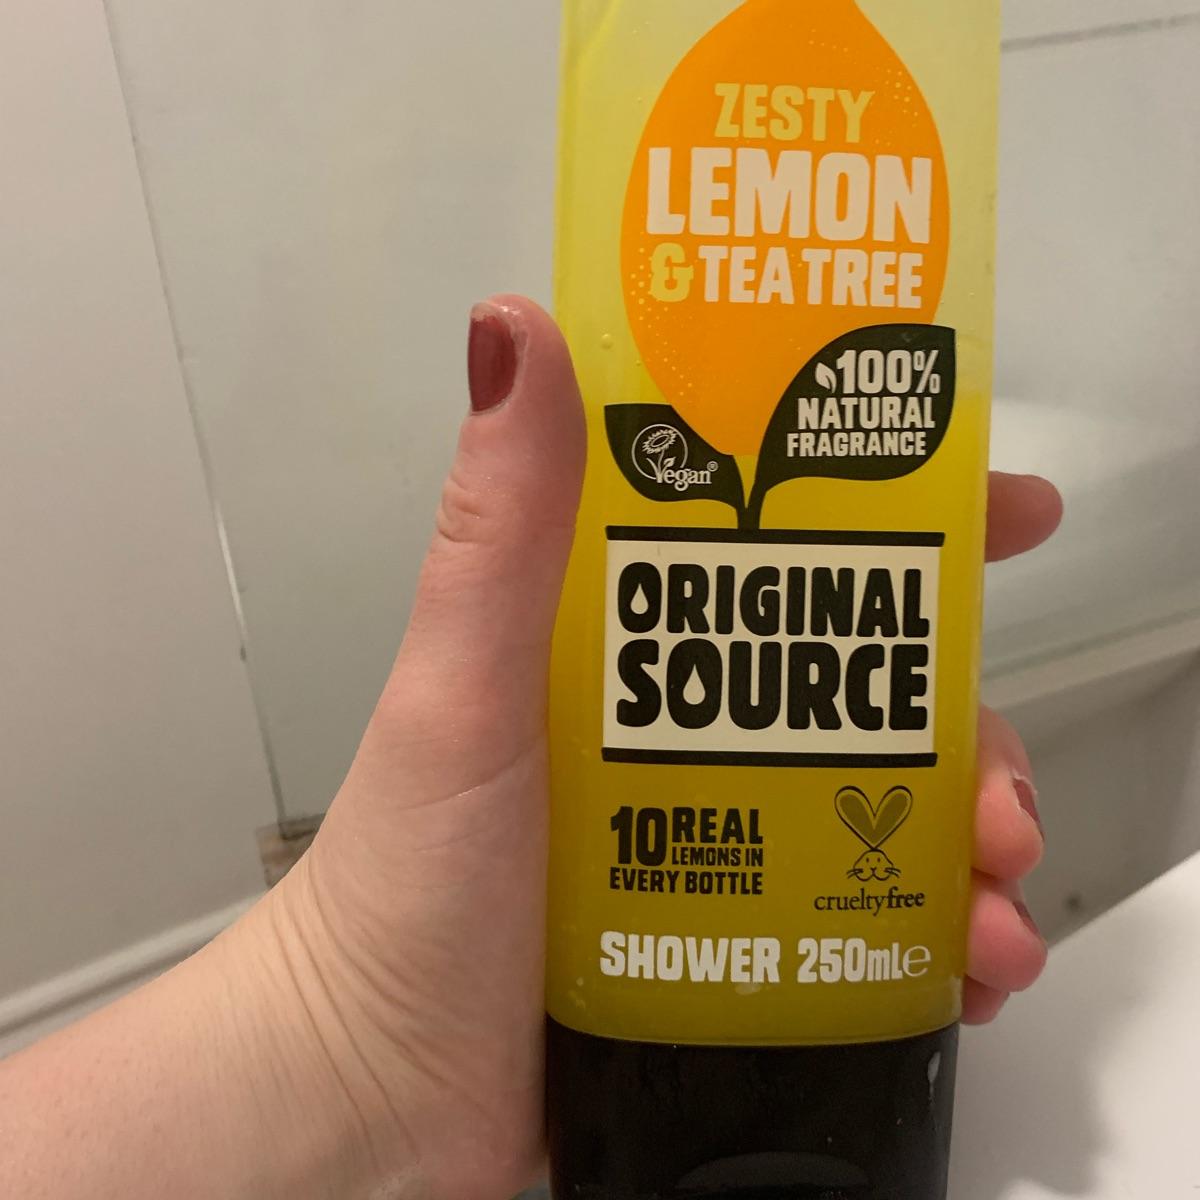 ZESTY
LEMON
& TEA TREE
100%
NATURAL
FRAGRANCE
Vegan®
ORIGINAL
SOURCE
10 REAL
LEMONS IN
EVERY BOTTLE
crueltyfree
SHOWER 250ml℮